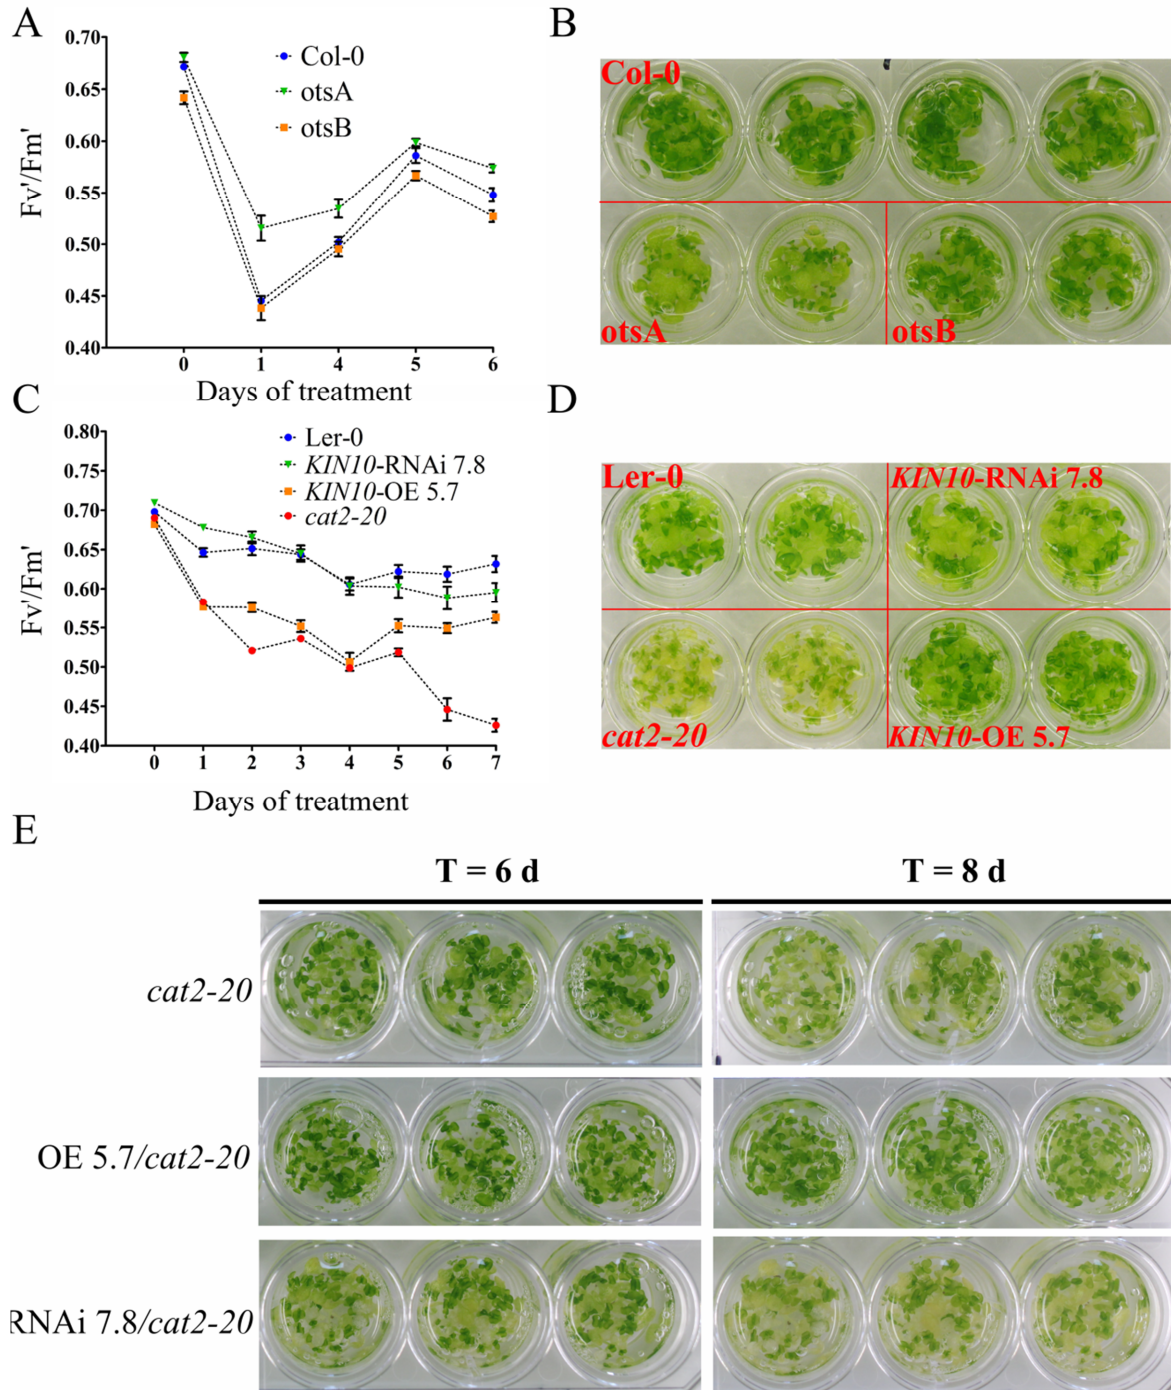 A
0.70
0.65
0.60
0.55
0.50
0.45
0.40
Fv'/Fm'
Col-0
otsA
otsB
0 1 4 5 6
Days of treatment
B
Col-0
otsA
otsB
C
0.80
0.75
0.70
0.65
0.60
0.55
0.50
0.45
0.40
Fv'/Fm'
Ler-0
KIN10-RNAi 7.8
KIN10-OE 5.7
cat2-20
0 1 2 3 4 5 6 7
Days of treatment
D
Ler-0
KIN10-RNAi 7.8
cat2-20
KIN10-OE 5.7
E
T = 6 d
T = 8 d
cat2-20
OE 5.7/cat2-20
RNAi 7.8/cat2-20